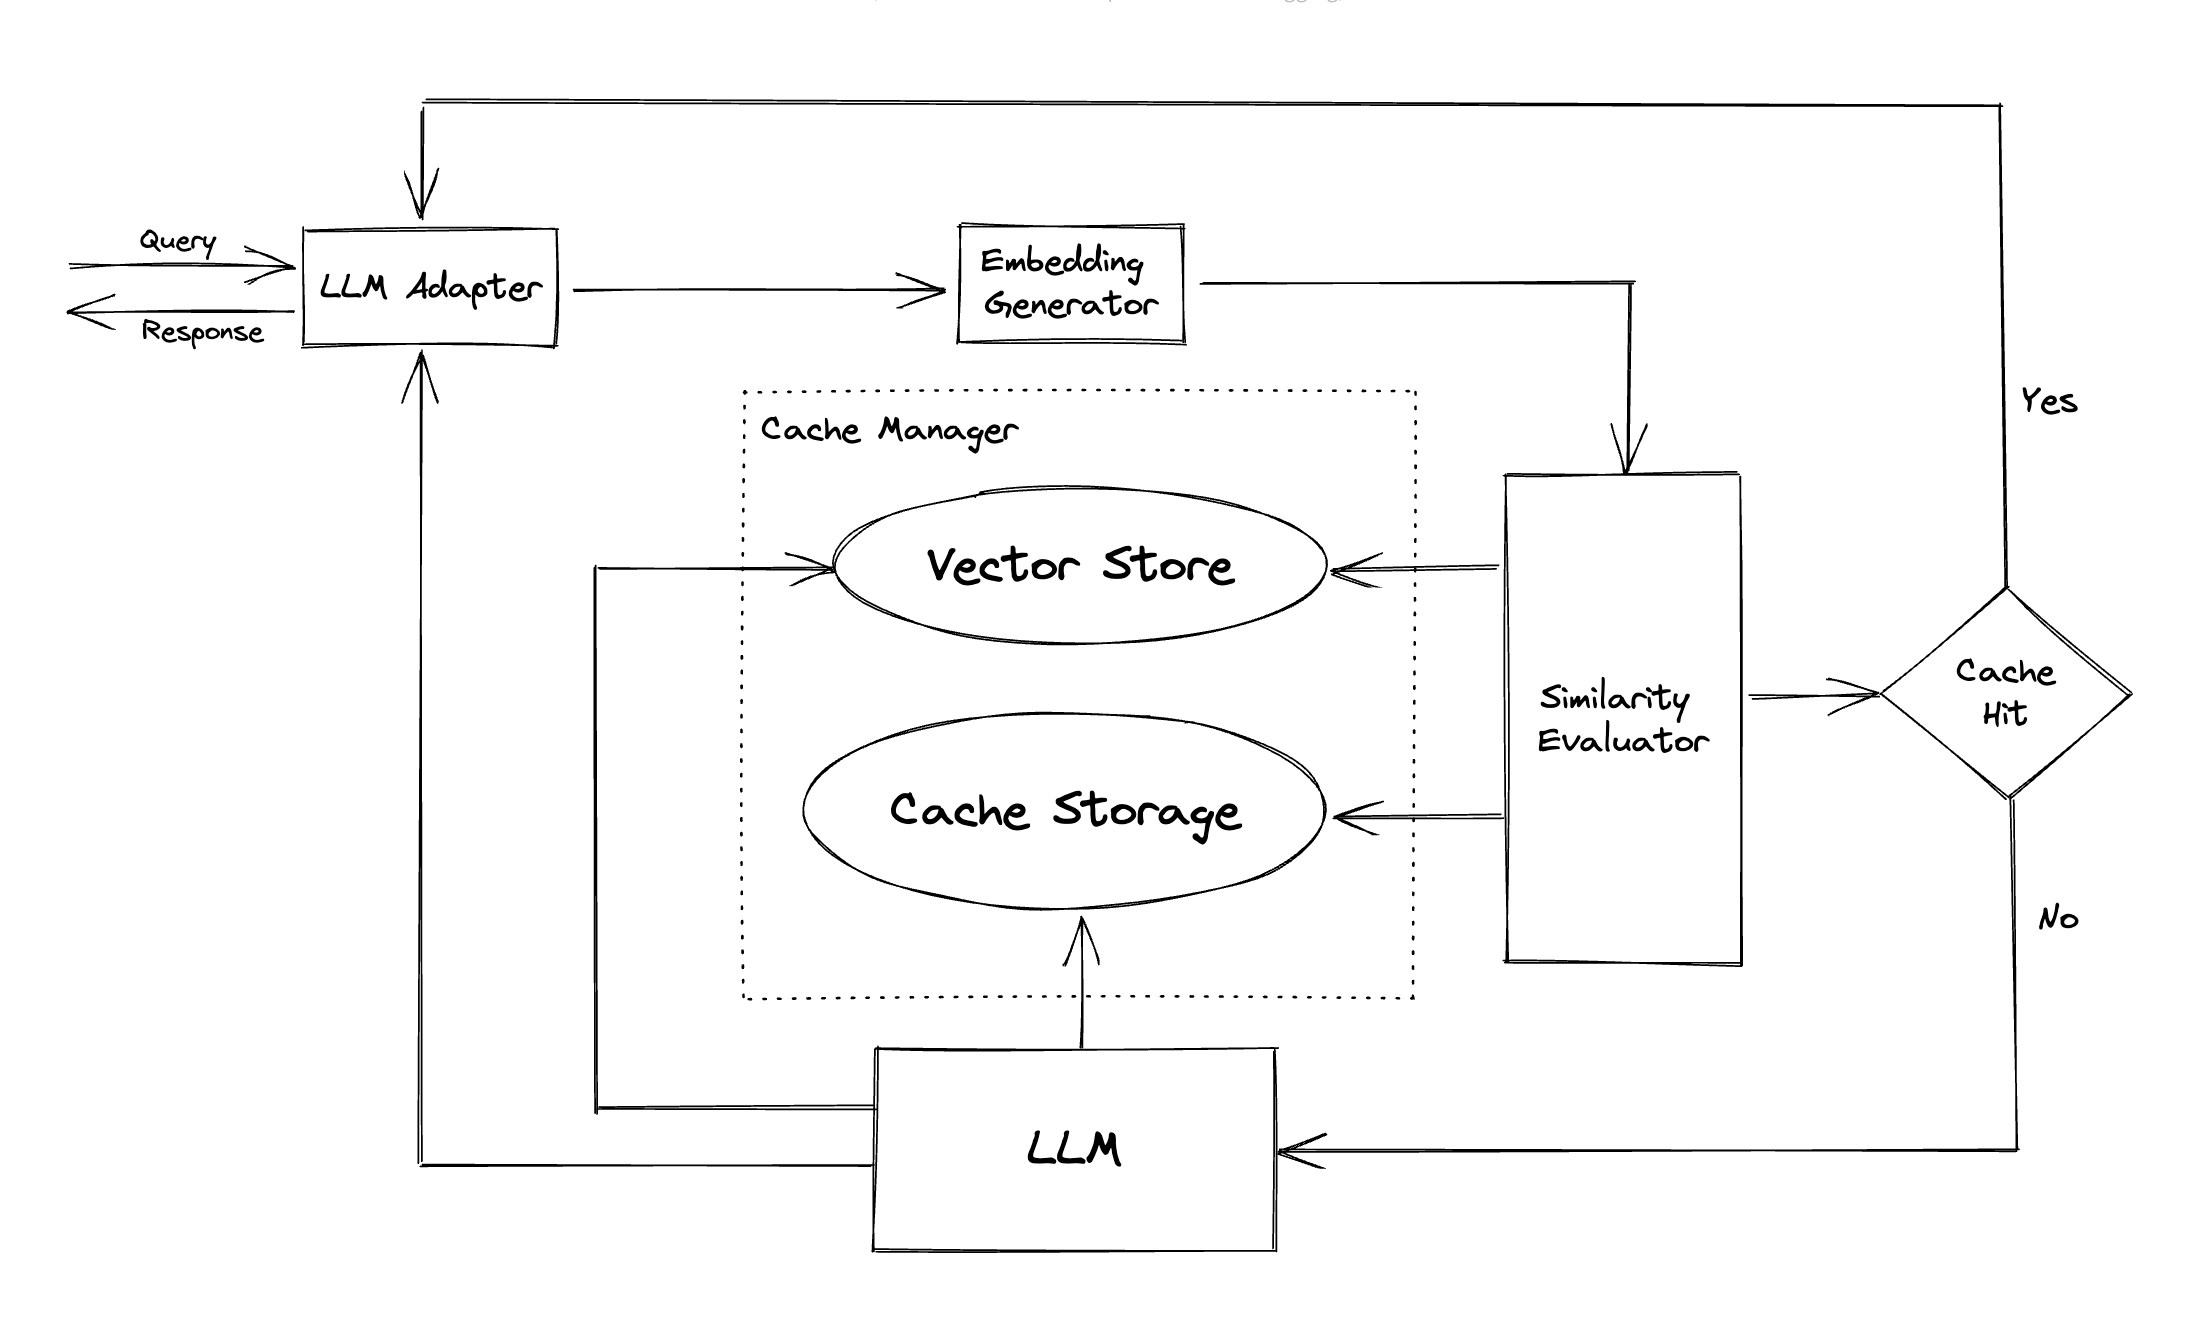 Query
LLM Adapter
Response
Embedding
Generator
Cache Manager
Yes
Vector Store
Cache
Hit
Similarity
Evaluator
Cache Storage
No
LLM